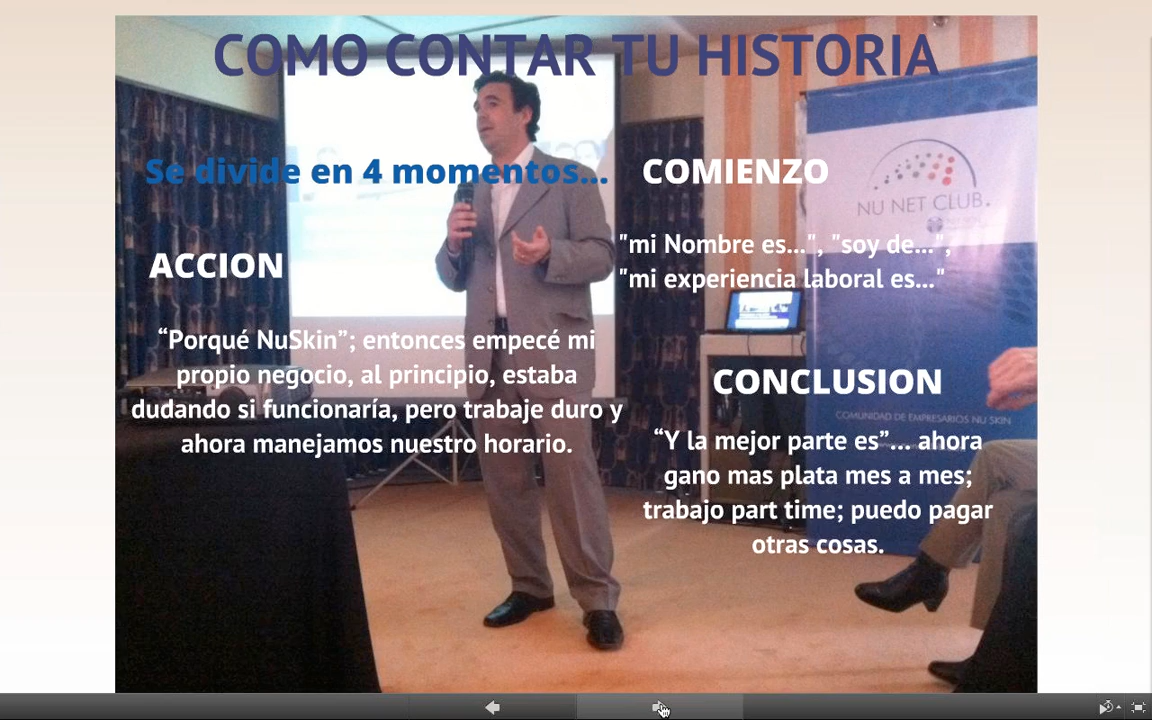 COMO CONTAR TU HISTORIA
Se divide en 4 momentos...
COMIENZO
"mi Nombre es...", "soy de...",
"mi experiencia laboral es..."
ACCION
“Porqué NuSkin”; entonces empecé mi
propio negocio, al principio, estaba
dudando si funcionaría, pero trabaje duro y
ahora manejamos nuestro horario.
CONCLUSION
“Y la mejor parte es”... ahora
gano mas plata mes a mes;
trabajo part time; puedo pagar
otras cosas.
NU NET CLUB.
COMUNIDAD DE EMPRESARIOS NU SKIN